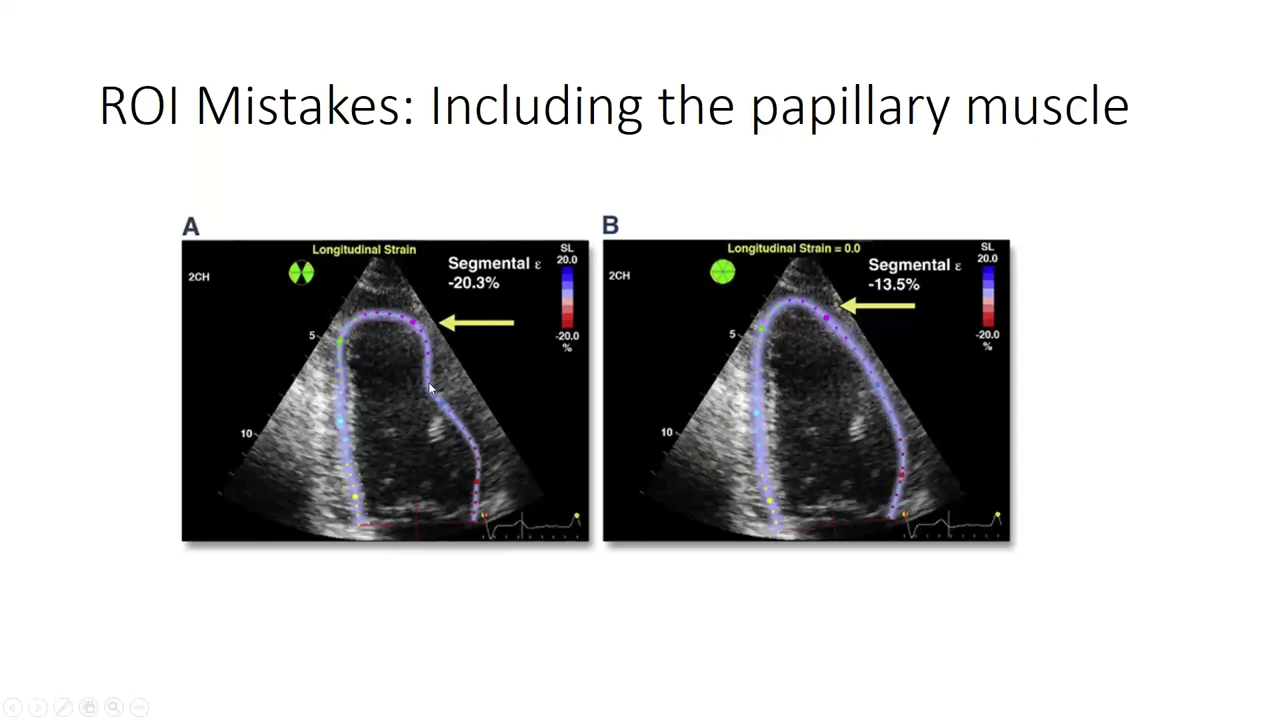 ROI Mistakes: Including the papillary muscle
A
Longitudinal Strain
SL
20.0
-20.0
%
Segmental ε
-20.3%
2CH
5
10
B
Longitudinal Strain = 0.0
SL
20.0
-20.0
%
Segmental ε
-13.5%
2CH
5
10